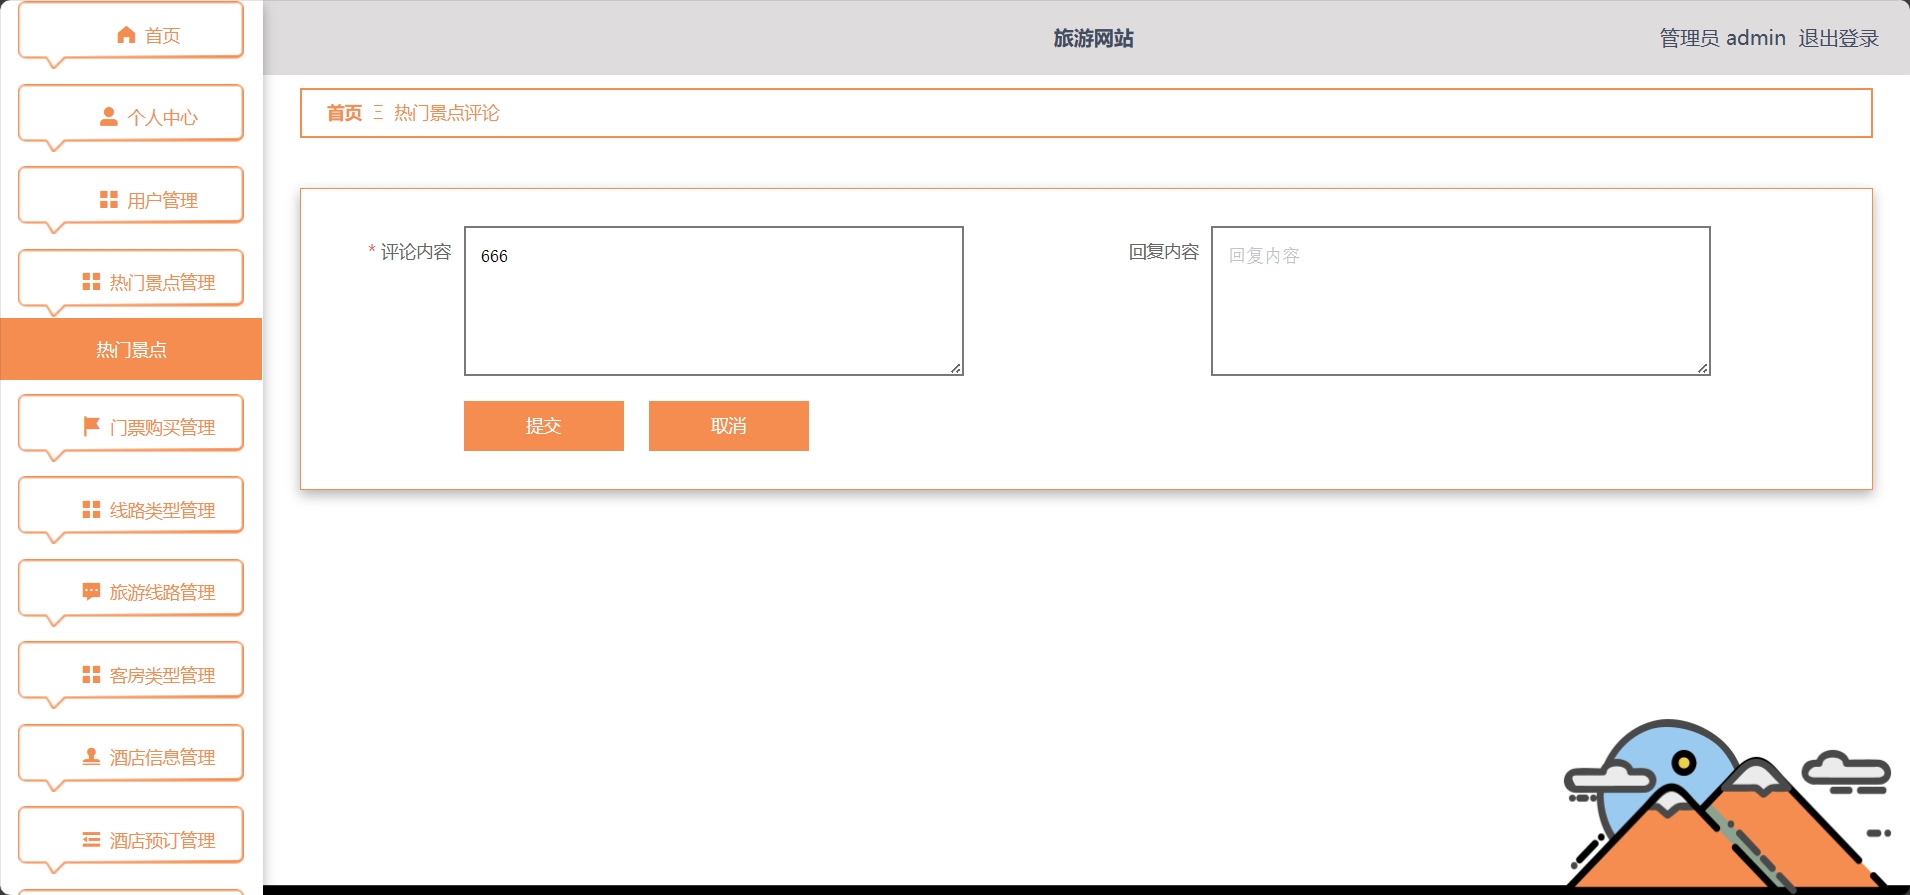 首页
个人中心
用户管理
热门景点管理
热门景点
门票购买管理
线路类型管理
旅游线路管理
客房类型管理
酒店信息管理
酒店预订管理
旅游网站
管理员 admin 退出登录
首页 Ξ 热门景点评论
* 评论内容
666
回复内容
回复内容
提交
取消